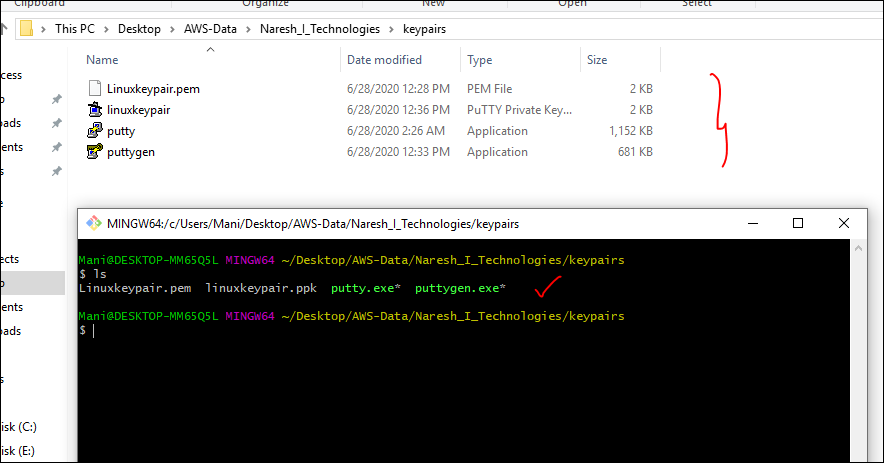 Clipboard Organize New Open Select
This PC > Desktop > AWS-Data > Naresh_I_Technologies > keypairs
Name Date modified Type Size
Linuxkeypair.pem 6/28/2020 12:28 PM PEM File 2 KB
linuxkeypair 6/28/2020 12:36 PM PuTTY Private Key... 2 KB
putty 6/28/2020 2:26 AM Application 1,152 KB
puttygen 6/28/2020 12:33 PM Application 681 KB
cess
oads
ents
s
e
ects
ents
oads
s
isk (C:)
isk (E:)
MINGW64:/c/Users/Mani/Desktop/AWS-Data/Naresh_I_Technologies/keypairs
Mani@DESKTOP-MM65Q5L MINGW64 ~/Desktop/AWS-Data/Naresh_I_Technologies/keypairs
$ ls
Linuxkeypair.pem linuxkeypair.ppk putty.exe* puttygen.exe*
Mani@DESKTOP-MM65Q5L MINGW64 ~/Desktop/AWS-Data/Naresh_I_Technologies/keypairs
$